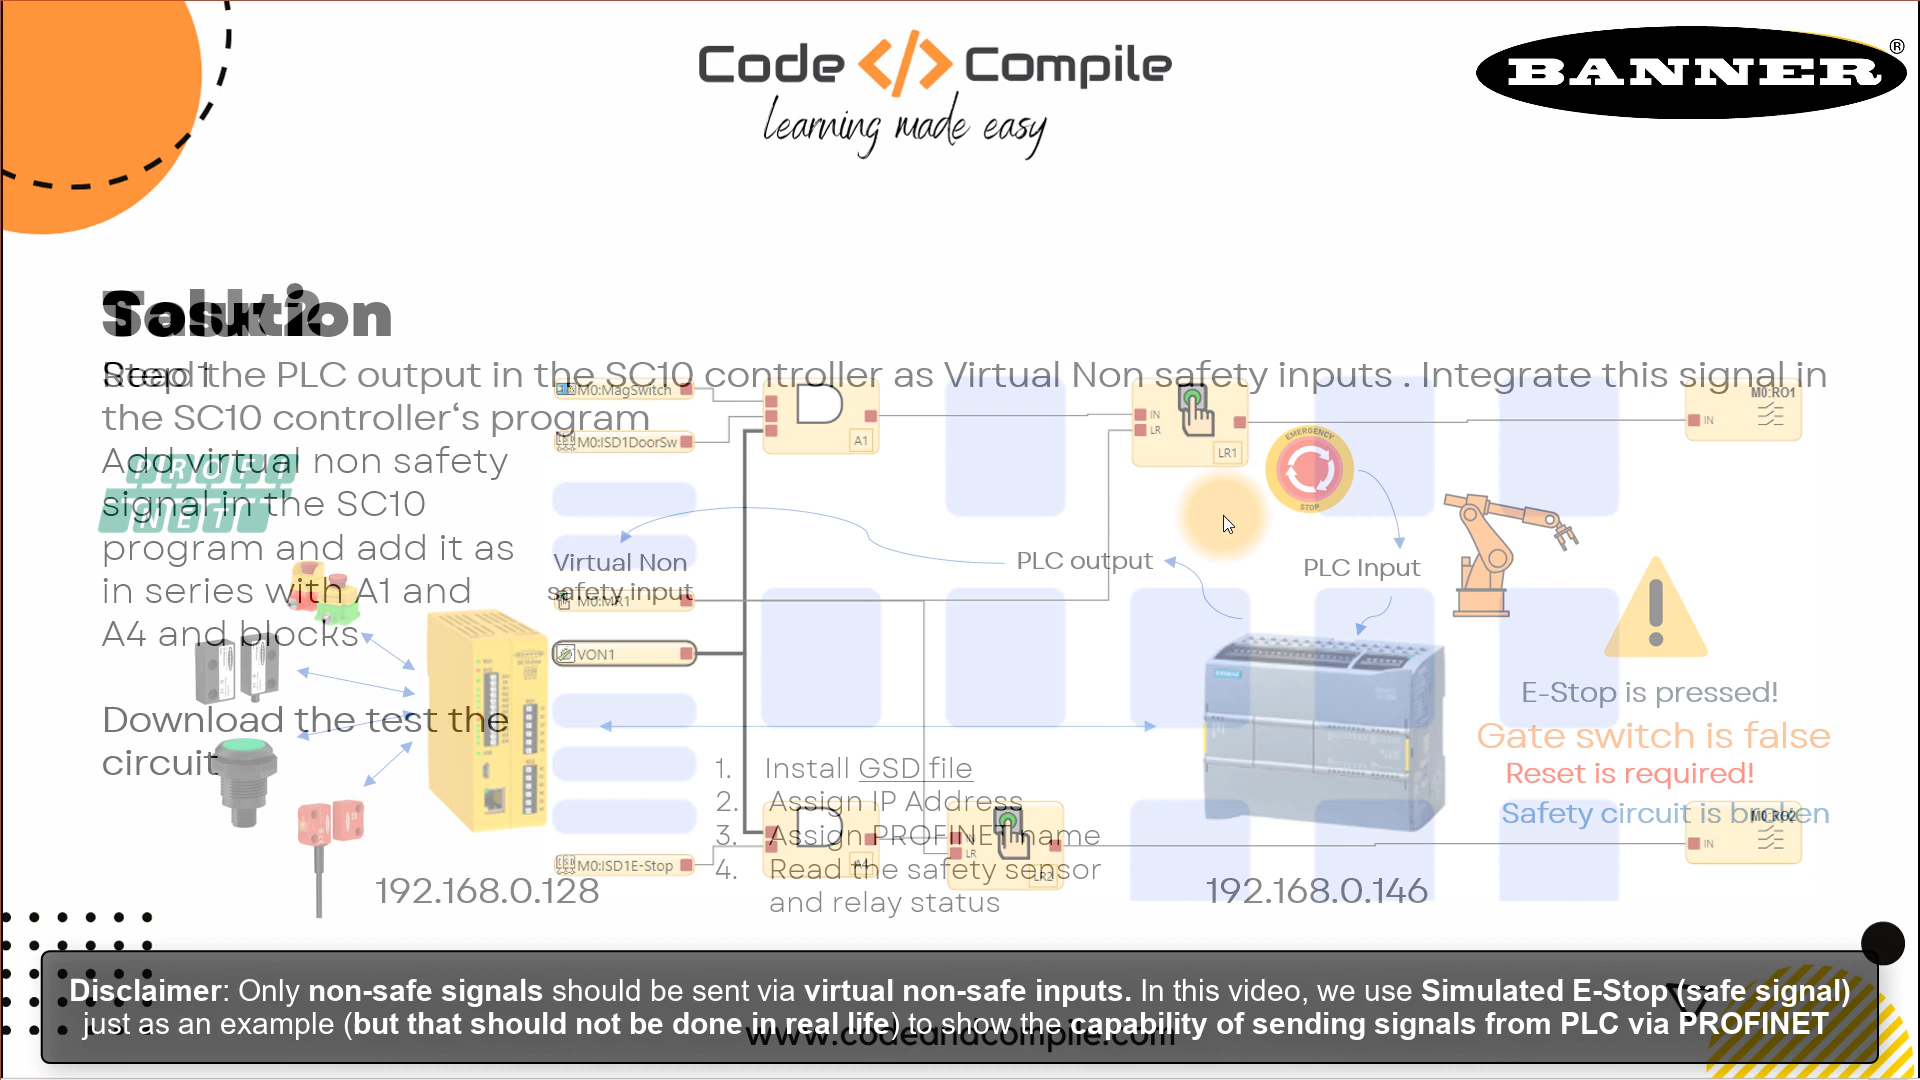 Code </> Compile
learning made easy
BANNER®
Solution
Task 2
Step 1
Read the PLC output in the SC10 controller as Virtual Non safety inputs . Integrate this signal in
the SC10 controller‘s program
Add virtual non safety
signal in the SC10
program and add it as
in series with A1 and
A4 and blocks
Download the test the
circuit
PROFI
NET
M0:MagSwitch
M0:ISD1DoorSw
A1
IN
LR
LR1
M0:RO1
IN
EMERGENCY
STOP
Virtual Non
safety input
M0:MR1
VON1
PLC output
PLC Input
SIEMENS
E-Stop is pressed!
Gate switch is false
Reset is required!
Safety circuit is broken
M0:RO2
IN
1. Install GSD file
2. Assign IP Address
3. Assign PROFINET name
4. Read the safety sensor
and relay status
M0:ISD1E-Stop
A4
IN
LR
LR2
192.168.0.128
192.168.0.146
Disclaimer: Only non-safe signals should be sent via virtual non-safe inputs. In this video, we use Simulated E-Stop (safe signal)
just as an example (but that should not be done in real life) to show the capability of sending signals from PLC via PROFINET
www.codeandcompile.com